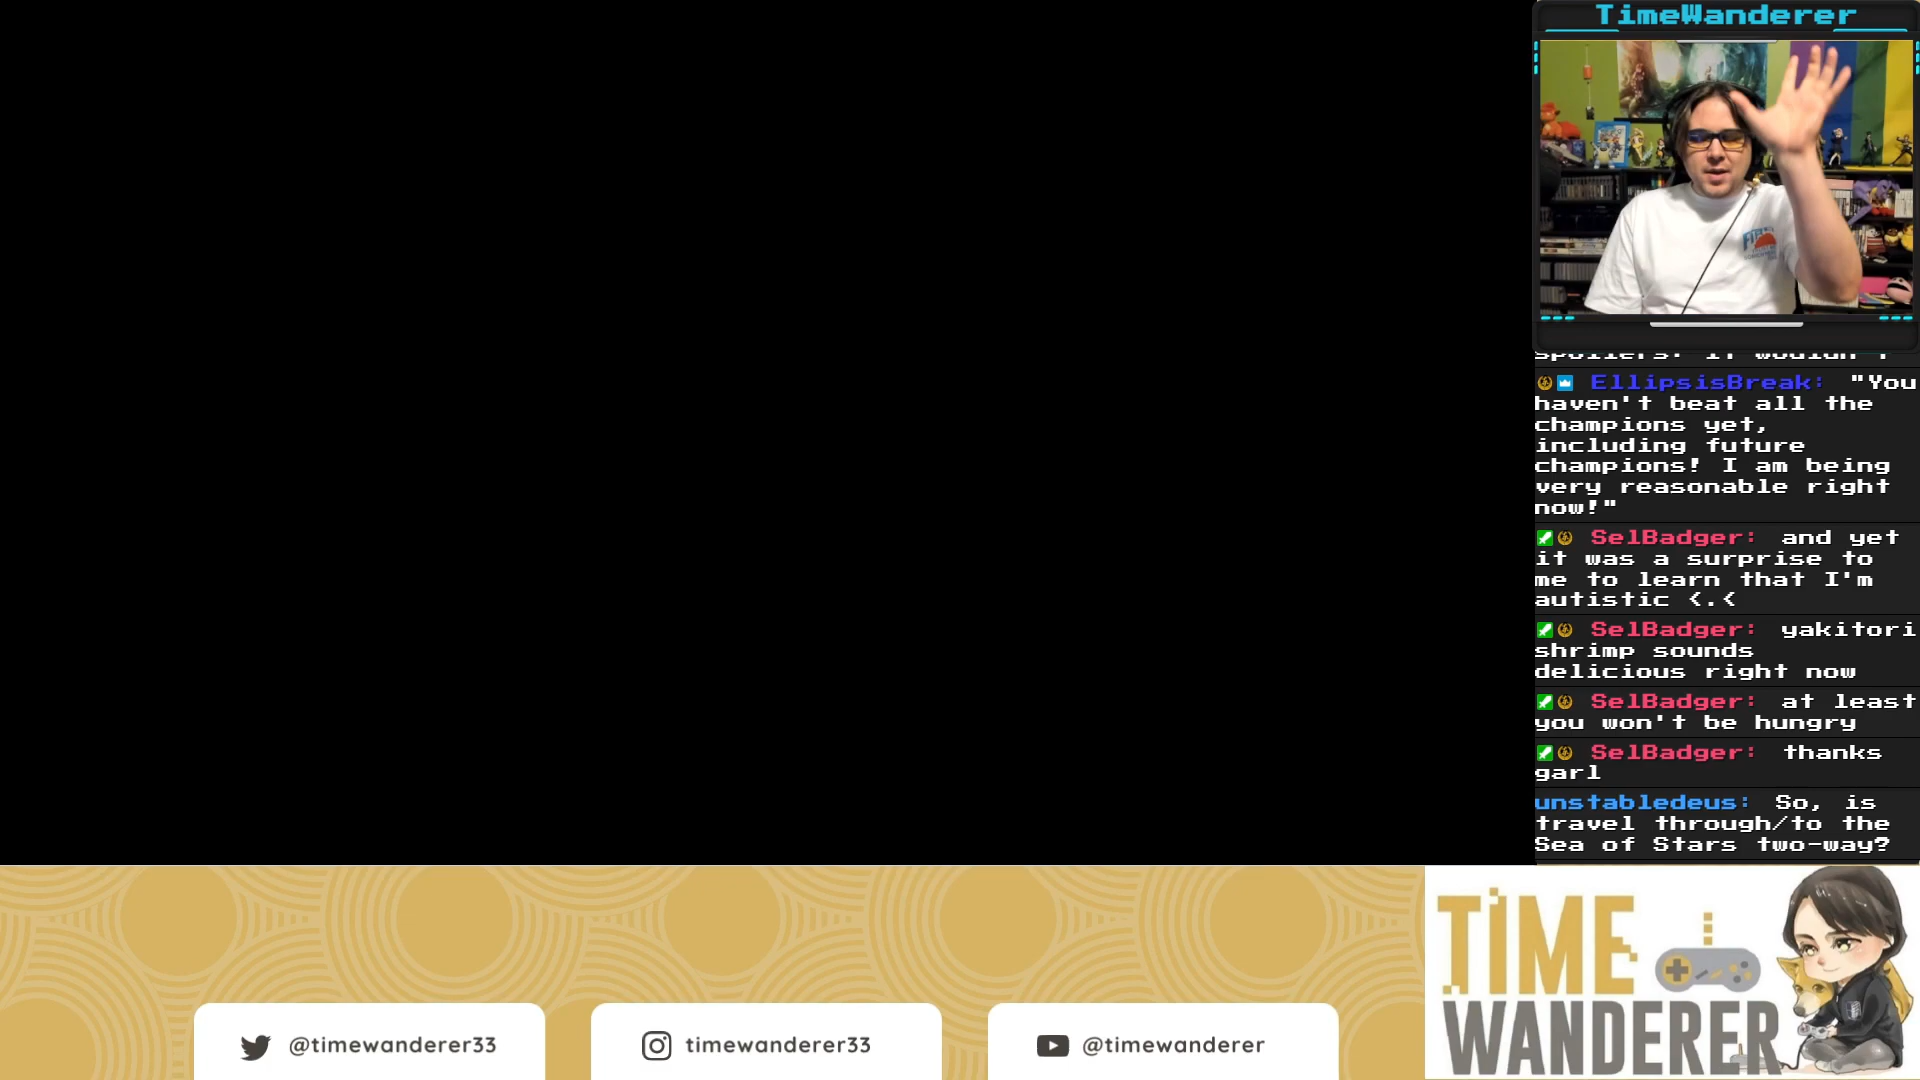 TimeWanderer
spoilers. It wouldn't
EllipsisBreak: "You
haven't beat all the
champions yet,
including future
champions! I am being
very reasonable right
now!"
SelBadger: and yet
it was a surprise to
me to learn that I'm
autistic <.<
SelBadger: yakitori
shrimp sounds
delicious right now
SelBadger: at least
you won't be hungry
SelBadger: thanks
garl
unstabledeus: So, is
travel through/to the
Sea of Stars two-way?
@timewanderer33
timewanderer33
@timewanderer
TIME
WANDERER